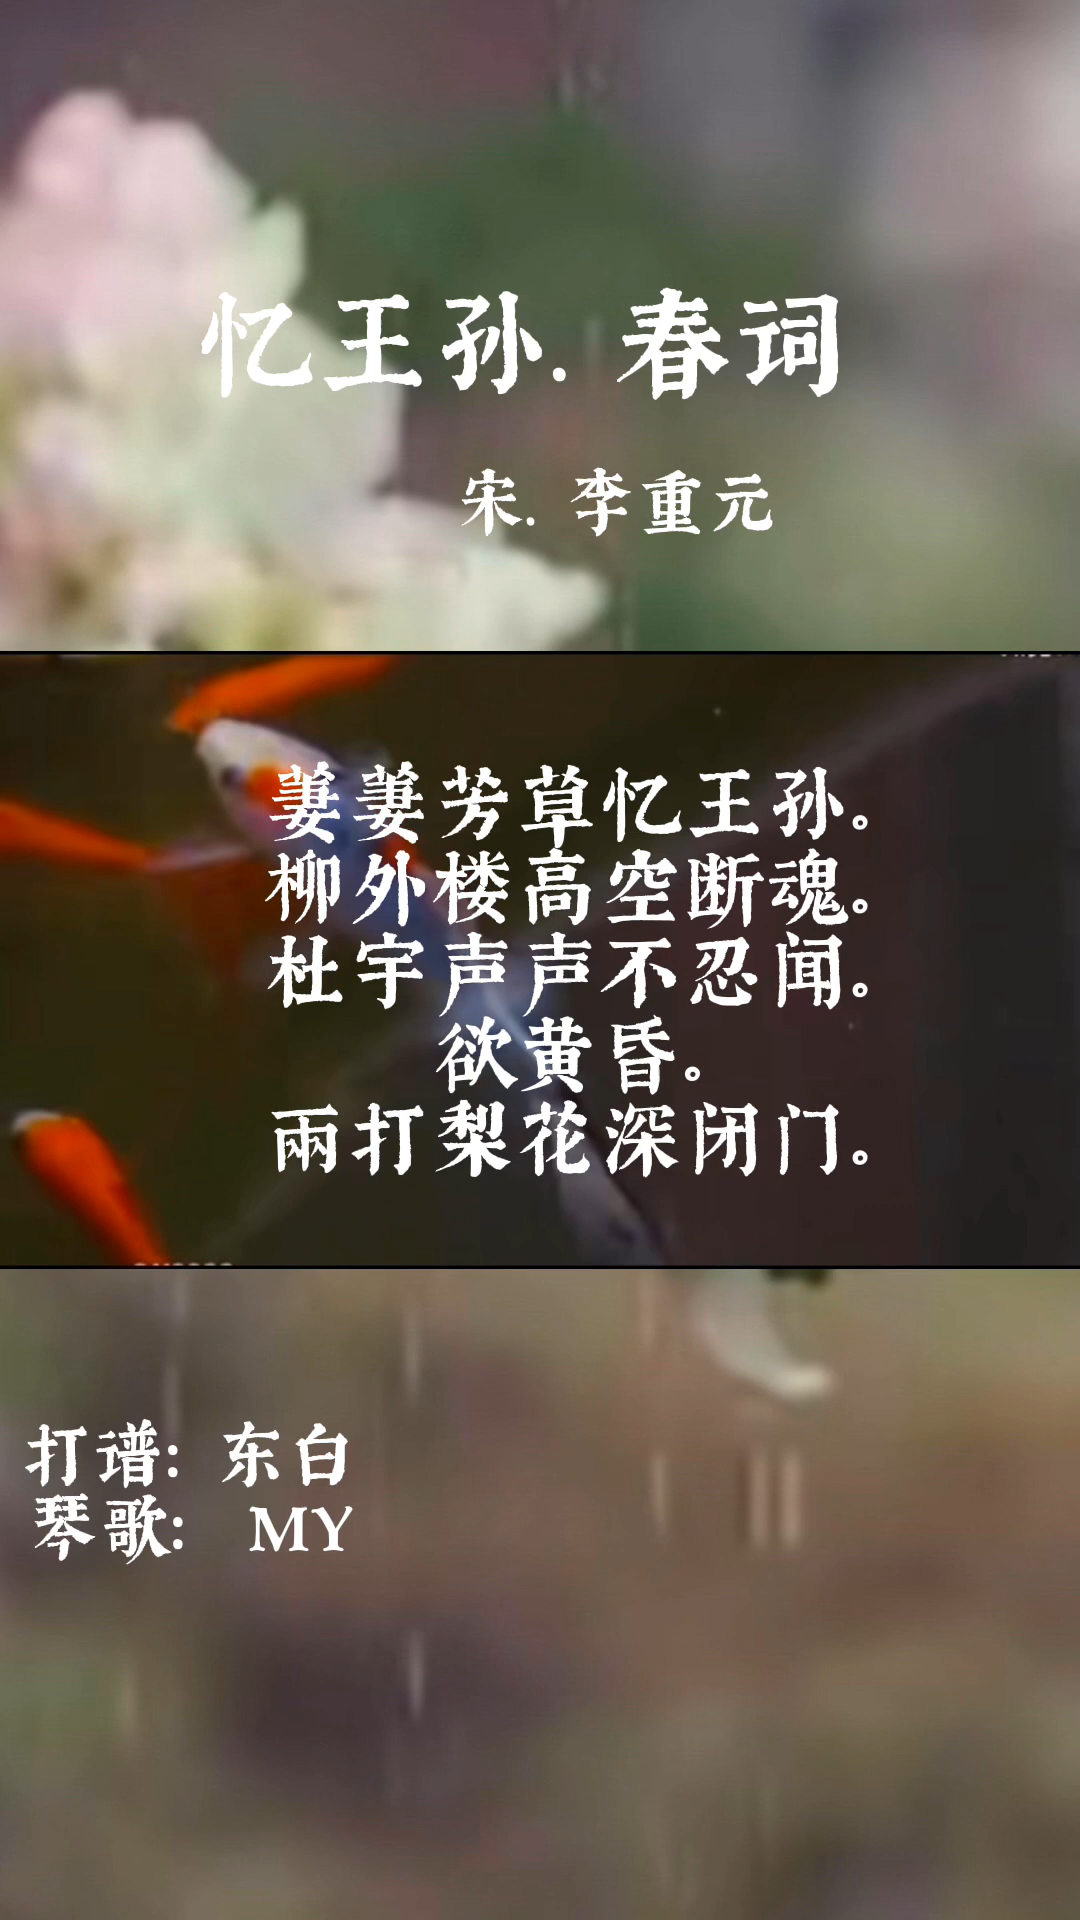 忆王孙. 春词
宋. 李重元
萋萋芳草忆王孙。
柳外楼高空断魂。
杜宇声声不忍闻。
欲黄昏。
雨打梨花深闭门。
打谱: 东白
琴歌: MY